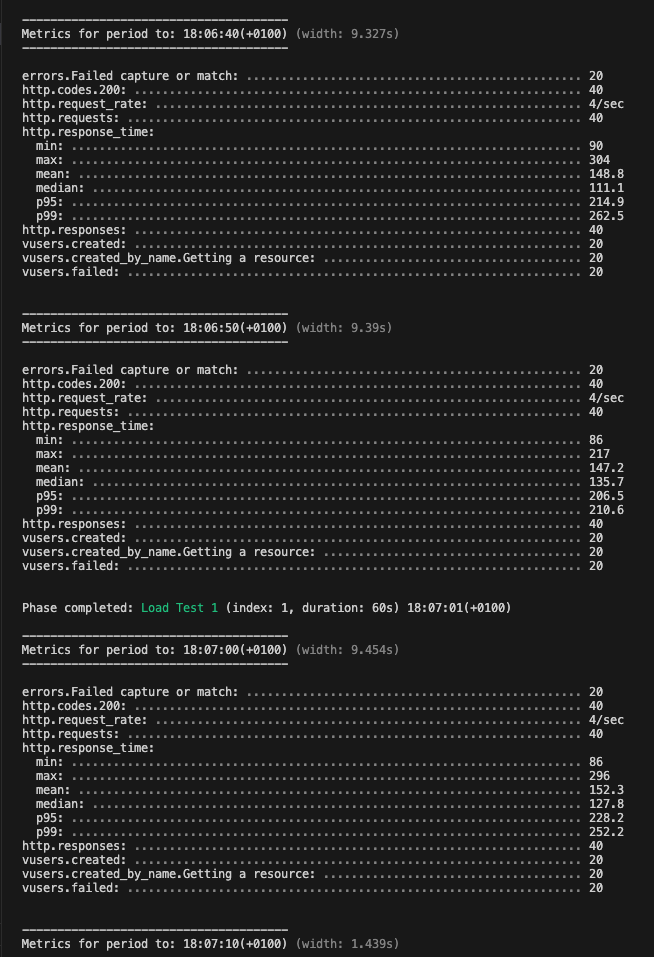 --------------------------------------
Metrics for period to: 18:06:40(+0100) (width: 9.327s)
--------------------------------------
errors.Failed capture or match: ................................................ 20
http.codes.200: ................................................................ 40
http.request_rate: ............................................................. 4/sec
http.requests: ................................................................. 40
http.response_time:
  min: ......................................................................... 90
  max: ......................................................................... 304
  mean: ........................................................................ 148.8
  median: ...................................................................... 111.1
  p95: ......................................................................... 214.9
  p99: ......................................................................... 262.5
http.responses: ................................................................ 40
vusers.created: ................................................................ 20
vusers.created_by_name.Getting a resource: ..................................... 20
vusers.failed: ................................................................. 20
--------------------------------------
Metrics for period to: 18:06:50(+0100) (width: 9.39s)
--------------------------------------
errors.Failed capture or match: ................................................ 20
http.codes.200: ................................................................ 40
http.request_rate: ............................................................. 4/sec
http.requests: ................................................................. 40
http.response_time:
  min: ......................................................................... 86
  max: ......................................................................... 217
  mean: ........................................................................ 147.2
  median: ...................................................................... 135.7
  p95: ......................................................................... 206.5
  p99: ......................................................................... 210.6
http.responses: ................................................................ 40
vusers.created: ................................................................ 20
vusers.created_by_name.Getting a resource: ..................................... 20
vusers.failed: ................................................................. 20
Phase completed: Load Test 1 (index: 1, duration: 60s) 18:07:01(+0100)
--------------------------------------
Metrics for period to: 18:07:00(+0100) (width: 9.454s)
--------------------------------------
errors.Failed capture or match: ................................................ 20
http.codes.200: ................................................................ 40
http.request_rate: ............................................................. 4/sec
http.requests: ................................................................. 40
http.response_time:
  min: ......................................................................... 86
  max: ......................................................................... 296
  mean: ........................................................................ 152.3
  median: ...................................................................... 127.8
  p95: ......................................................................... 228.2
  p99: ......................................................................... 252.2
http.responses: ................................................................ 40
vusers.created: ................................................................ 20
vusers.created_by_name.Getting a resource: ..................................... 20
vusers.failed: ................................................................. 20
--------------------------------------
Metrics for period to: 18:07:10(+0100) (width: 1.439s)